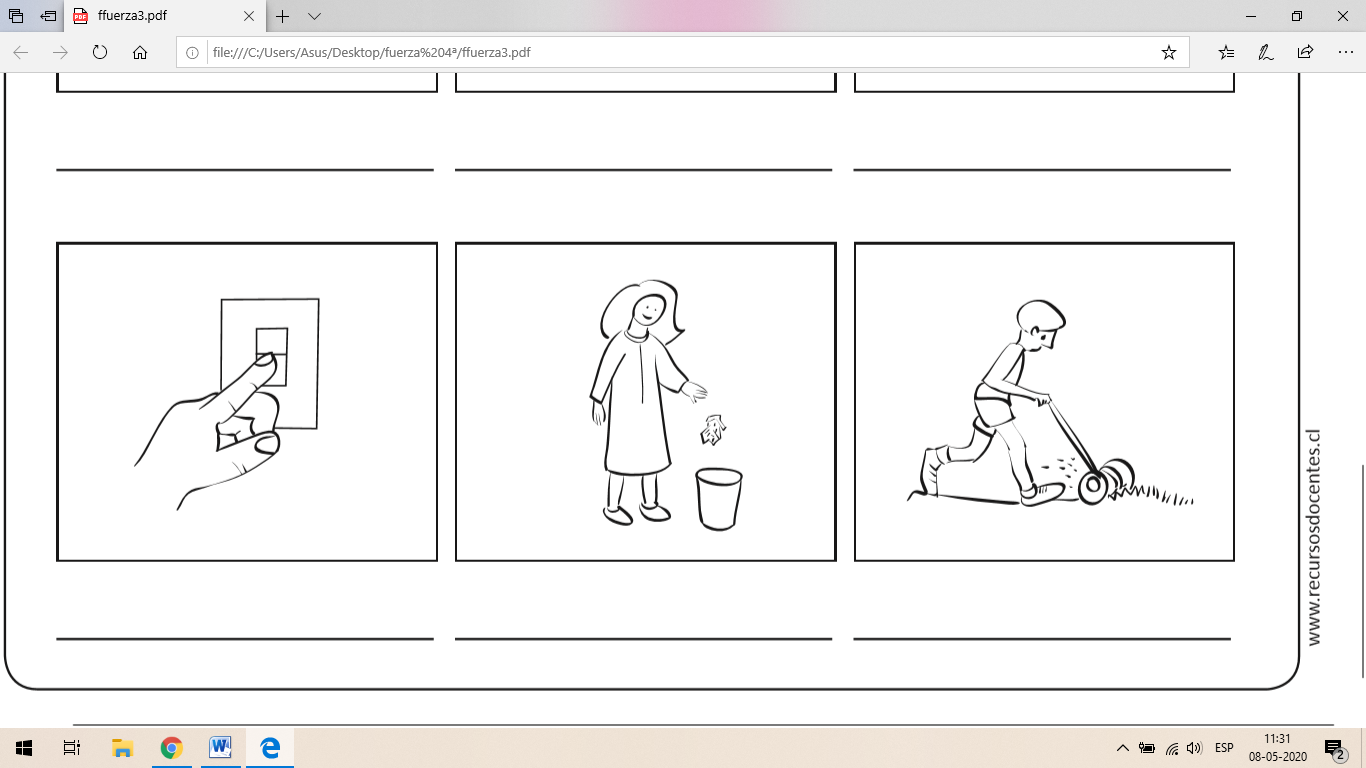 ffuerza3.pdf
file:///C:/Users/Asus/Desktop/fuerza%204ª/ffuerza3.pdf
www.recursosdocentes.cl
ESP
11:31
08-05-2020
2